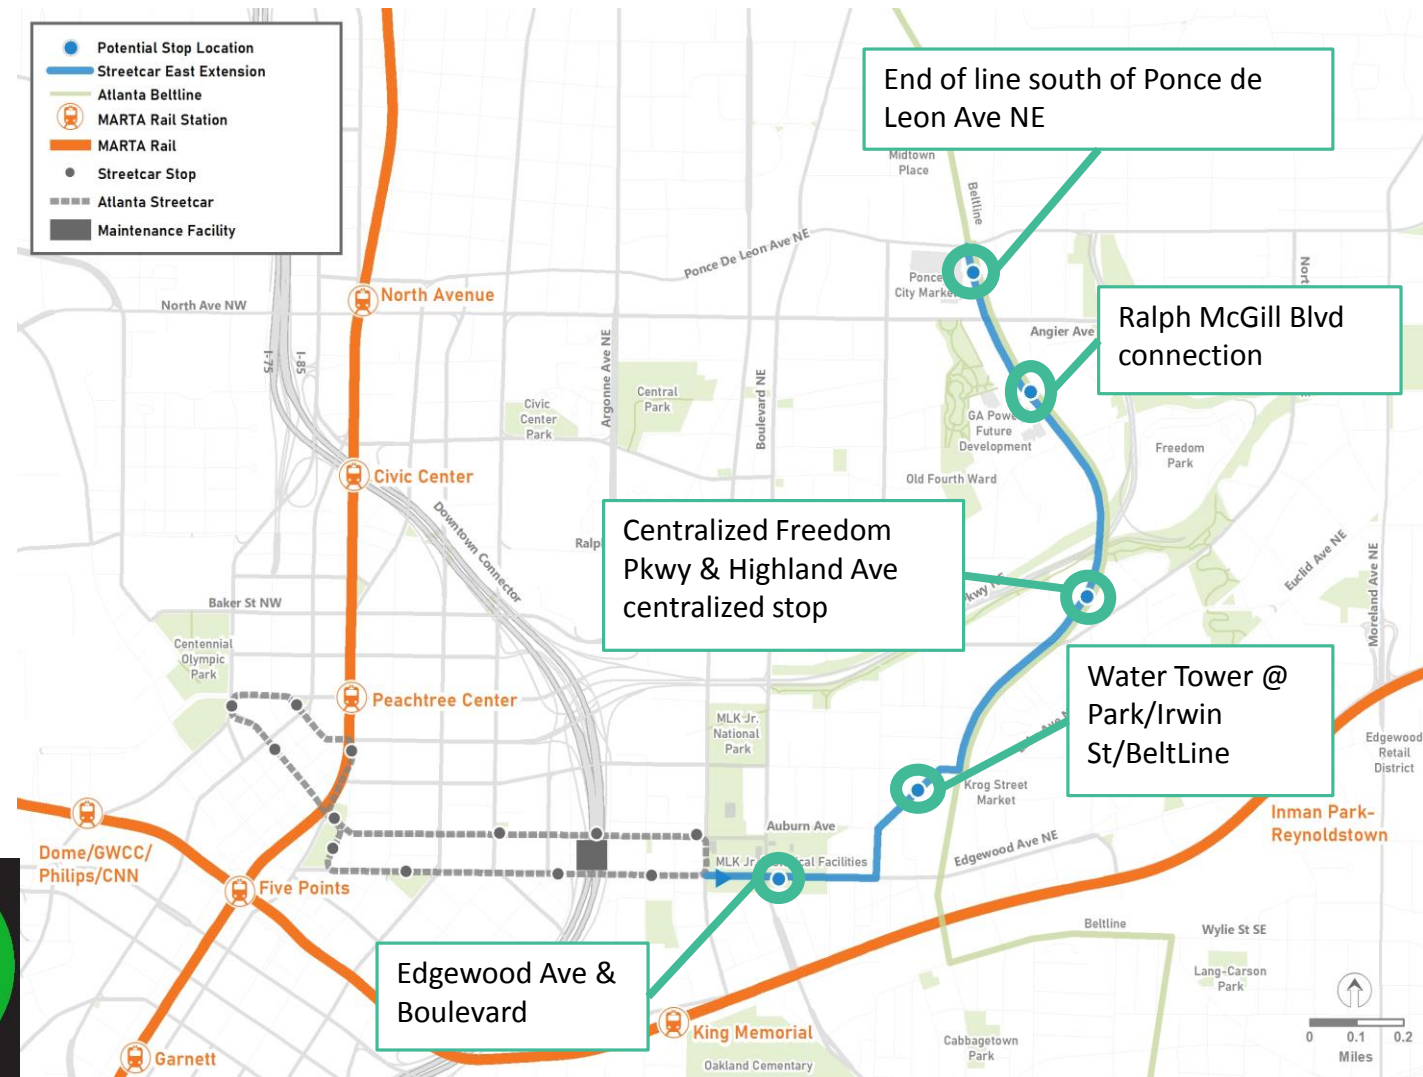 Potential Stop Location
Streetcar East Extension
Atlanta Beltline
MARTA Rail Station
MARTA Rail
Streetcar Stop
Atlanta Streetcar
Maintenance Facility
End of line south of Ponce de
Leon Ave NE
Midtown
Place
Beltline
Ponce De Leon Ave NE
Ponce
City Market
North Avenue
North Ave NW
I-75
I-85
Argonne Ave NE
Boulevard NE
Angier Ave
Ralph McGill Blvd
connection
Central
Park
Civic
Center
Park
GA Power
Future
Development
Freedom
Park
Old Fourth Ward
Civic Center
Downtown Connector
Centralized Freedom
Pkwy & Highland Ave
centralized stop
Pkwy NE
Euclid Ave NE
Moreland Ave NE
Baker St NW
Centennial
Olympic
Park
Peachtree Center
Water Tower @
Park/Irwin
St/BeltLine
MLK Jr.
National
Park
Krog Street
Market
Edgewood
Retail
District
Inman Park-
Reynoldstown
Auburn Ave
Edgewood Ave NE
Dome/GWCC/
Philips/CNN
Five Points
Beltline
Wylie St SE
Lang-Carson
Park
Edgewood Ave &
Boulevard
King Memorial
Cabbagetown
Park
Oakland Cementary
Garnett
0 0.1 0.2
Miles